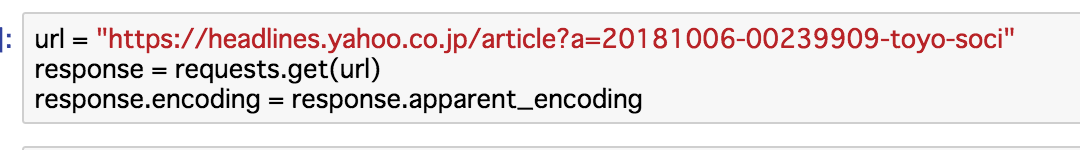 ]:
url = "https://headlines.yahoo.co.jp/article?a=20181006-00239909-toyo-soci"
response = requests.get(url)
response.encoding = response.apparent_encoding